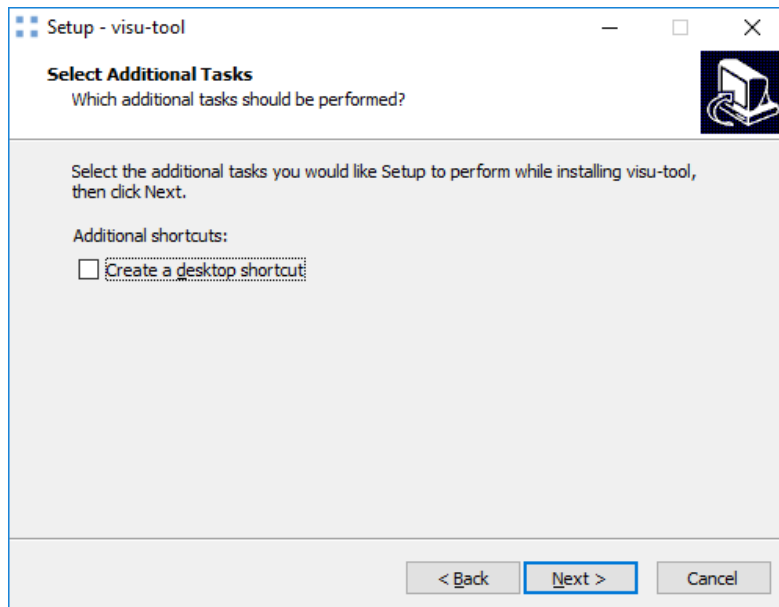 Setup - visu-tool
Select Additional Tasks
Which additional tasks should be performed?
Select the additional tasks you would like Setup to perform while installing visu-tool,
then click Next.
Additional shortcuts:
Create a desktop shortcut
< Back Next > Cancel